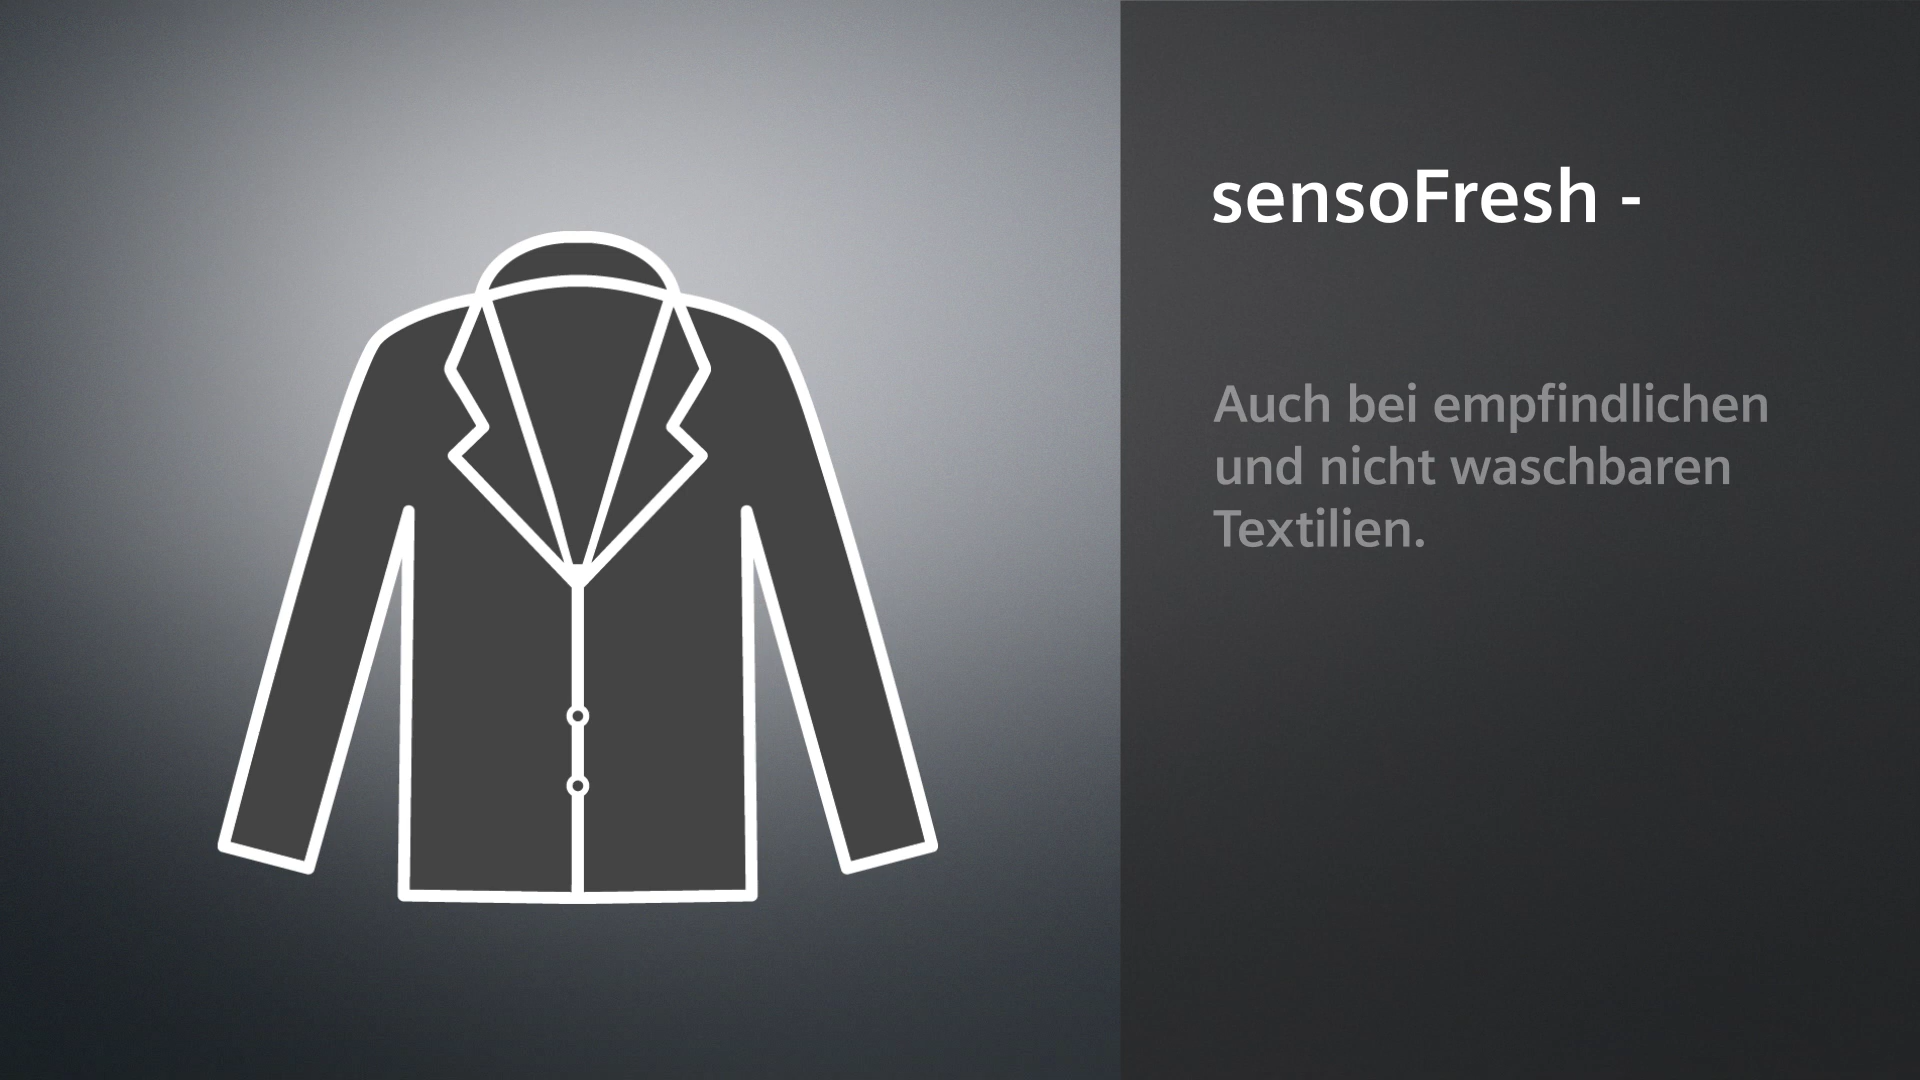 sensoFresh -
Auch bei empfindlichen
und nicht waschbaren
Textilien.